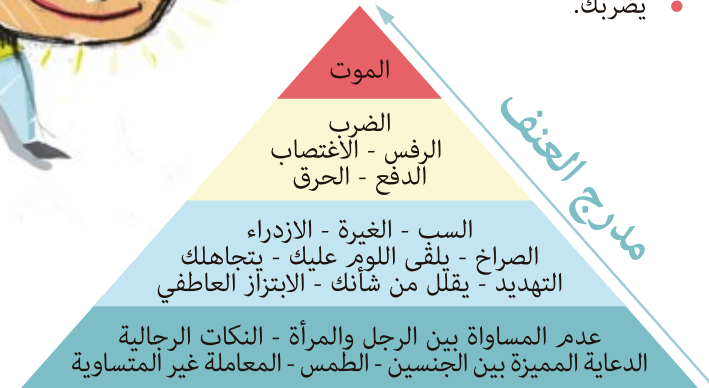 يضربك.
مدرج العنف
الموت
الضرب
الرفس - الاغتصاب
الدفع - الحرق
السب - الغيرة - الازدراء
الصراخ - يلقى اللوم عليك - يتجاهلك
التهديد - يقلل من شأنك - الابتزاز العاطفي
عدم المساواة بين الرجل والمرأة - النكات الرجالية
الدعاية المميزة بين الجنسين - الطمس - المعاملة غير المتساوية